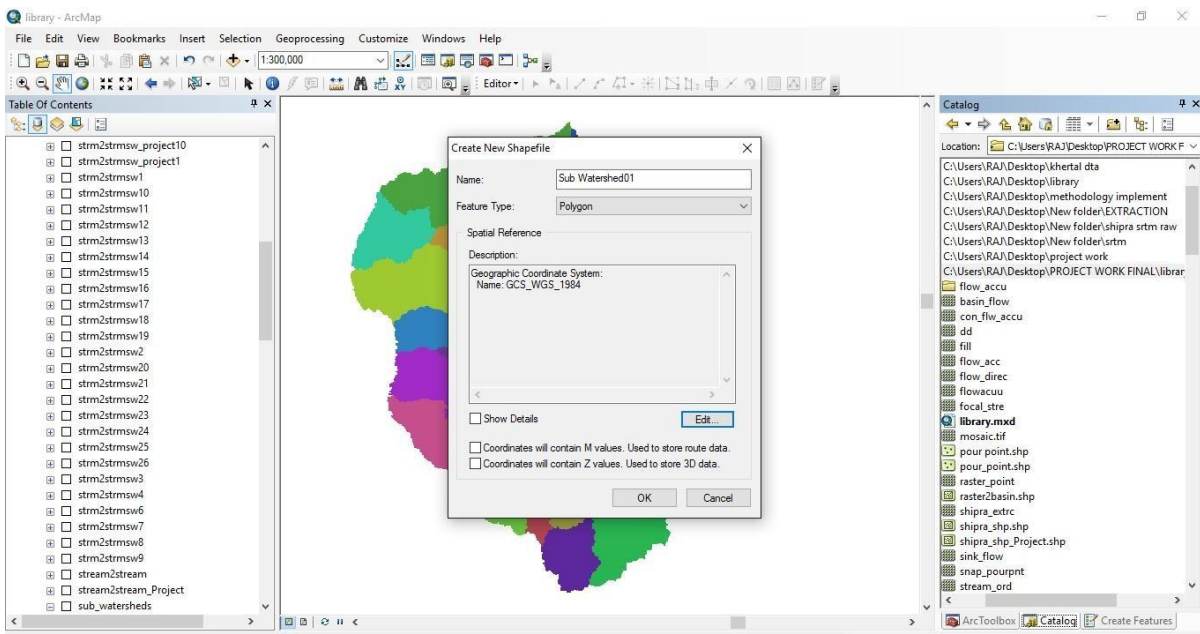 library - ArcMap
File Edit View Bookmarks Insert Selection Geoprocessing Customize Windows Help
1:300,000
Editor
Table Of Contents
strm2strmsw_project10
strm2strmsw_project1
strm2strmsw1
strm2strmsw10
strm2strmsw11
strm2strmsw12
strm2strmsw13
strm2strmsw14
strm2strmsw15
strm2strmsw16
strm2strmsw17
strm2strmsw18
strm2strmsw19
strm2strmsw2
strm2strmsw20
strm2strmsw21
strm2strmsw22
strm2strmsw23
strm2strmsw24
strm2strmsw25
strm2strmsw26
strm2strmsw3
strm2strmsw4
strm2strmsw6
strm2strmsw7
strm2strmsw8
strm2strmsw9
stream2stream
stream2stream_Project
sub_watersheds
Create New Shapefile
Name: Sub Watershed01
Feature Type: Polygon
Spatial Reference
Description:
Geographic Coordinate System:
Name: GCS_WGS_1984
Show Details
Edit...
Coordinates will contain M values. Used to store route data.
Coordinates will contain Z values. Used to store 3D data.
OK Cancel
Catalog
Location: C:\Users\RAJ\Desktop\PROJECT WORK F
C:\Users\RAJ\Desktop\khertal dta
C:\Users\RAJ\Desktop\library
C:\Users\RAJ\Desktop\methodology implement
C:\Users\RAJ\Desktop\New folder\EXTRACTION
C:\Users\RAJ\Desktop\New folder\shipra srtm raw
C:\Users\RAJ\Desktop\New folder\srtm
C:\Users\RAJ\Desktop\project work
C:\Users\RAJ\Desktop\PROJECT WORK FINAL\librar
flow_accu
basin_flow
con_flw_accu
dd
fill
flow_acc
flow_direc
flowacuu
focal_stre
library.mxd
mosaic.tif
pour point.shp
pour_point.shp
raster_point
raster2basin.shp
shipra_extrc
shipra_shp.shp
shipra_shp_Project.shp
sink_flow
snap_pourpnt
stream_ord
ArcToolbox Catalog Create Features